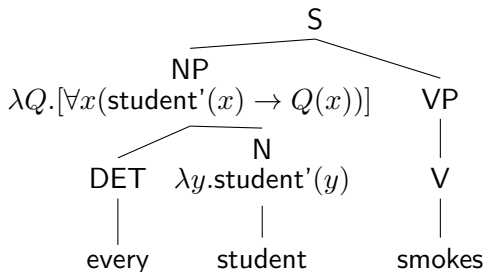 S
NP
λQ.[∀x(student'(x) → Q(x))]
VP
N
DET
λy.student'(y)
V
every
student
smokes